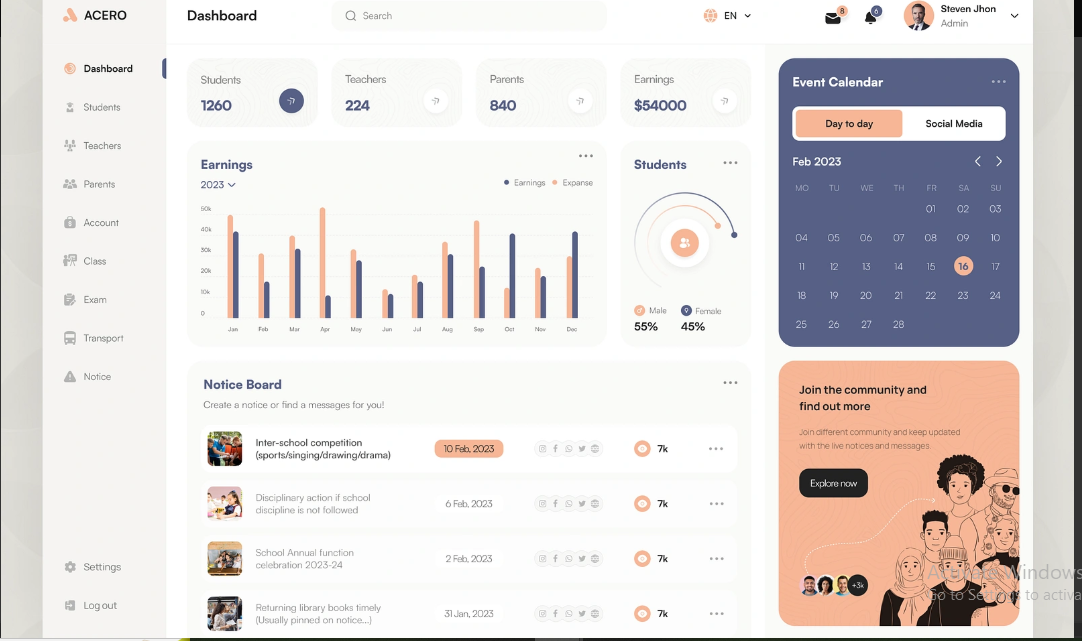 ACERO
Dashboard
Search
EN
8
6
Steven Jhon
Admin
Dashboard
Students
Teachers
Parents
Account
Class
Exam
Transport
Notice
Settings
Log out
Students
1260
Teachers
224
Parents
840
Earnings
$54000
Earnings
2023
Earnings
Expanse
50k
40k
30k
20k
10k
0
Jan Feb Mar Apr May Jun Jul Aug Sep Oct Nov Dec
Students
Male
55%
Female
45%
Event Calendar
Day to day
Social Media
Feb 2023
MO TU WE TH FR SA SU
01 02 03
04 05 06 07 08 09 10
11 12 13 14 15 16 17
18 19 20 21 22 23 24
25 26 27 28
Notice Board
Create a notice or find a messages for you!
Inter-school competition
(sports/singing/drawing/drama)
10 Feb, 2023
7k
Disciplinary action if school
discipline is not followed
6 Feb, 2023
7k
School Annual function
celebration 2023-24
2 Feb, 2023
7k
Returning library books timely
(Usually pinned on notice...)
31 Jan, 2023
7k
Join the community and
find out more
Join different community and keep updated
with the live notices and messages.
Explore now
+3k
Windows
to activa